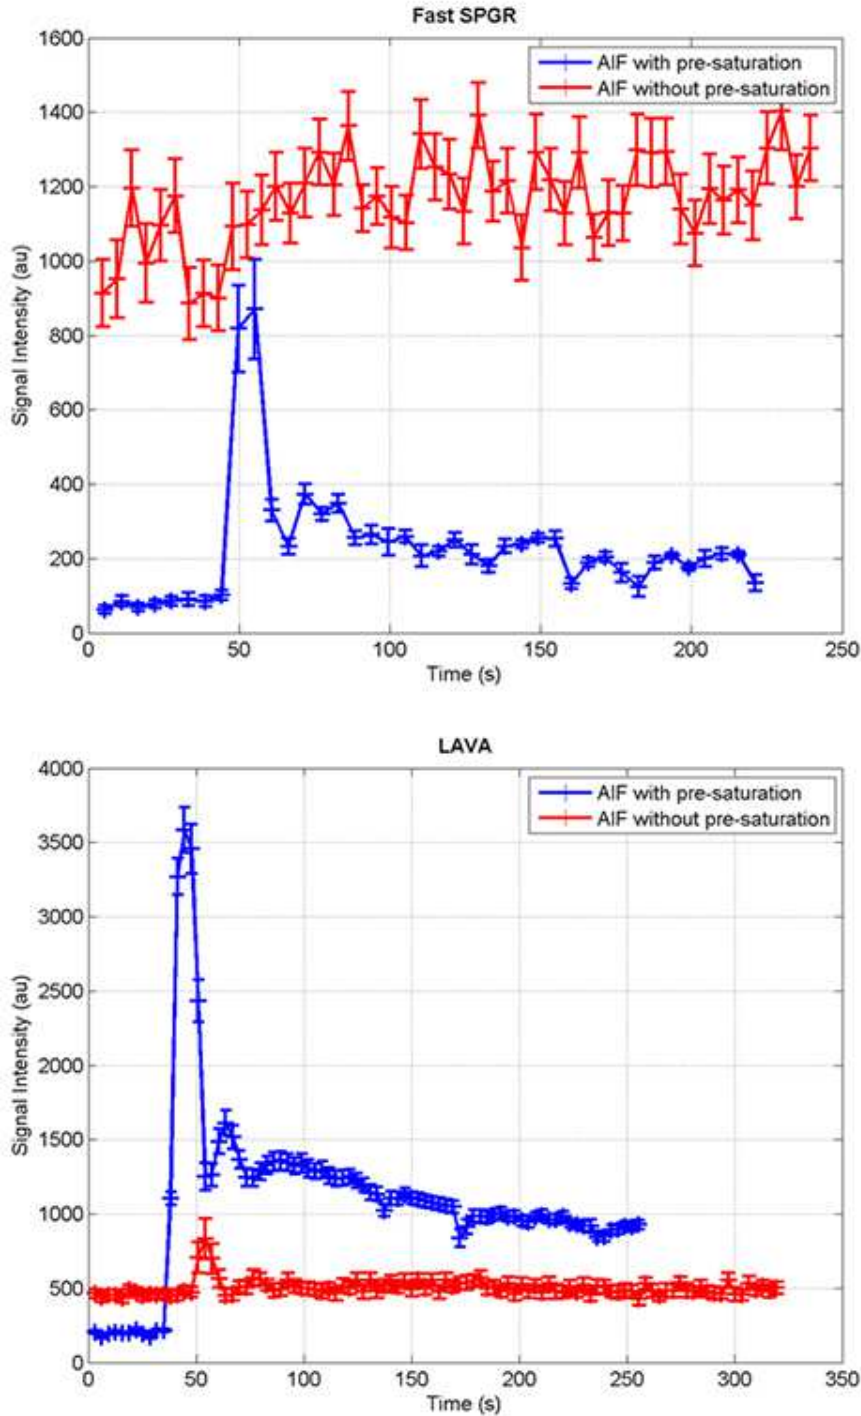 Fast SPGR
1600
1400
1200
1000
800
600
400
200
0
Signal Intensity (au)
AIF with pre-saturation
AIF without pre-saturation
0 50 100 150 200 250
Time (s)
LAVA
4000
3500
3000
2500
2000
1500
1000
500
0
Signal Intensity (au)
AIF with pre-saturation
AIF without pre-saturation
0 50 100 150 200 250 300 350
Time (s)